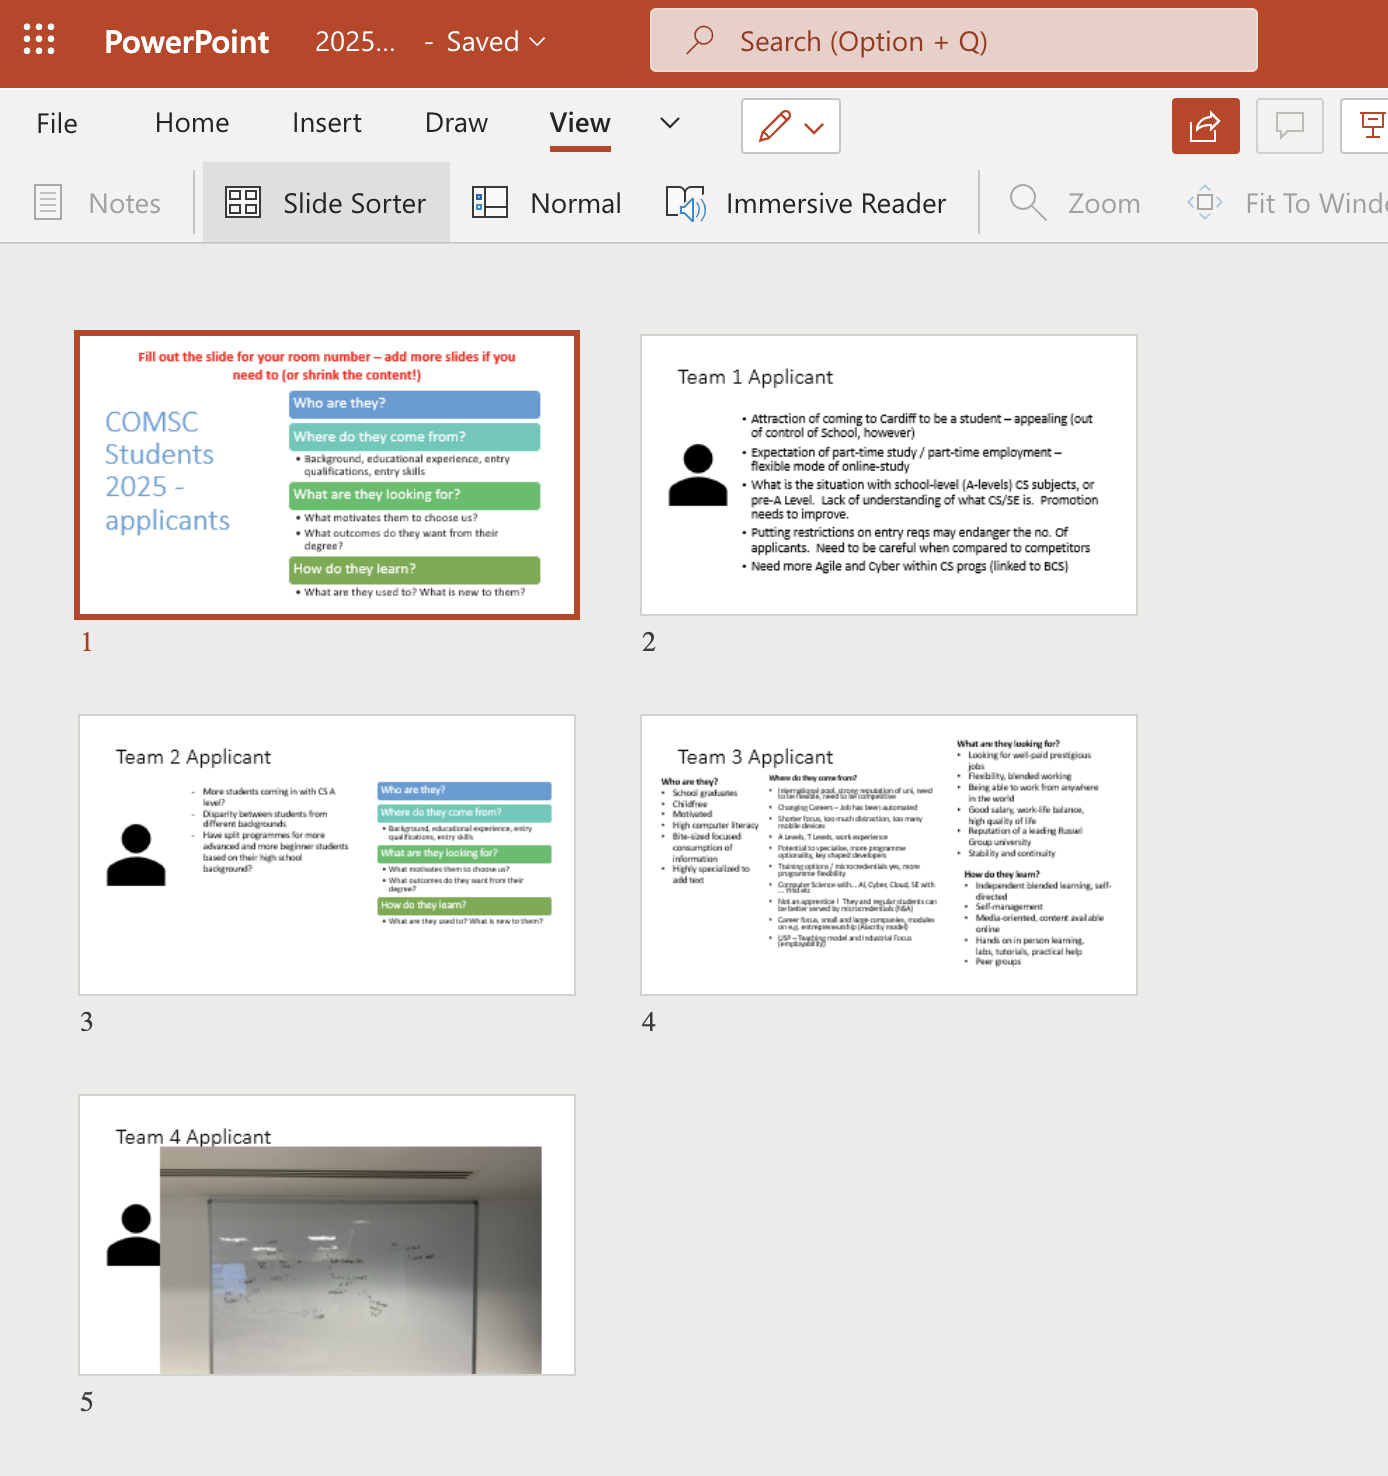 PowerPoint 2025... - Saved
Search (Option + Q)
File Home Insert Draw View
Notes Slide Sorter Normal Immersive Reader Zoom Fit To Windo
Fill out the slide for your room number – add more slides if you
need to (or shrink the content!)
COMSC
Students
2025 -
applicants
Who are they?
Where do they come from?
• Background, educational experience, entry
qualifications, entry skills
What are they looking for?
• What motivates them to choose us?
• What outcomes do they want from their
degree?
How do they learn?
• What are they used to? What is new to them?
1
Team 1 Applicant
• Attraction of coming to Cardiff to be a student – appealing (out
of control of School, however)
• Expectation of part-time study / part-time employment –
flexible mode of online-study
• What is the situation with school-level (A-levels) CS subjects, or
pre-A Level. Lack of understanding of what CS/SE is. Promotion
needs to improve.
• Putting restrictions on entry reqs may endanger the no. Of
applicants. Need to be careful when compared to competitors
• Need more Agile and Cyber within CS progs (linked to BCS)
2
Team 2 Applicant
- More students coming in with CS A
level?
- Disparity between students from
different backgrounds
- Have split programmes for more
advanced and more beginner students
based on their high school
background?
Who are they?
Where do they come from?
• Background, educational experience, entry
qualifications, entry skills
What are they looking for?
• What motivates them to choose us?
• What outcomes do they want from their
degree?
How do they learn?
• What are they used to? What is new to them?
3
Team 3 Applicant
Who are they?
• School graduates
• Childfree
• Motivated
• High computer literacy
• Bite-sized focused
consumption of
information
• Highly specialized to
add text
Where do they come from?
• International pool, strong reputation of uni, need
to be flexible, need to be competitive
• Changing Careers – Job has been automated
• Shorter focus, too much distraction, too many
mobile devices
• A Levels, T Levels, work experience
• Potential to specialise, more programme
optionality, key shaped developers
• Training options / microcredentials yes, more
programme flexibility
• Computer Science with... AI, Cyber, Cloud, SE with
• Not an apprentice! They and regular students can
be better served by microcredentials (NSA)
• Career focus, small and large companies, modules
on e.g. entrepreneurship (Alacrity model)
• USP – Teaching model and Industrial Focus
(employability)
What are they looking for?
• Looking for well-paid prestigious
jobs
• Flexibility, blended working
• Being able to work from anywhere
in the world
• Good salary, work-life balance,
high quality of life
• Reputation of a leading Russel
Group university
• Stability and continuity
How do they learn?
• Independent blended learning, self-
directed
• Self-management
• Media-oriented, content available
online
• Hands on in person learning,
labs, tutorials, practical help
• Peer groups
4
Team 4 Applicant
5